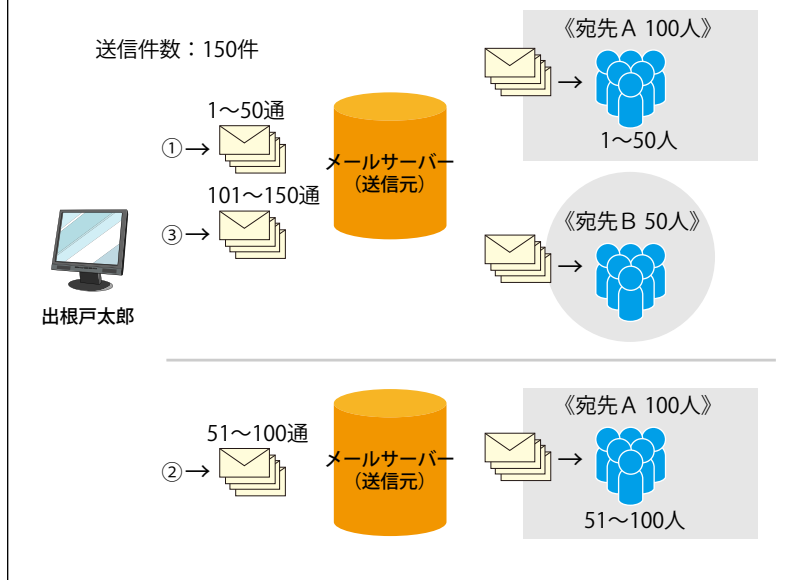 送信件数：150件
《宛先A 100人》
1〜50通
①→
→
1〜50人
メールサーバー
（送信元）
101〜150通
③→
《宛先B 50人》
→
出根戸太郎
《宛先A 100人》
51〜100通
②→
メールサーバー
（送信元）
→
51〜100人